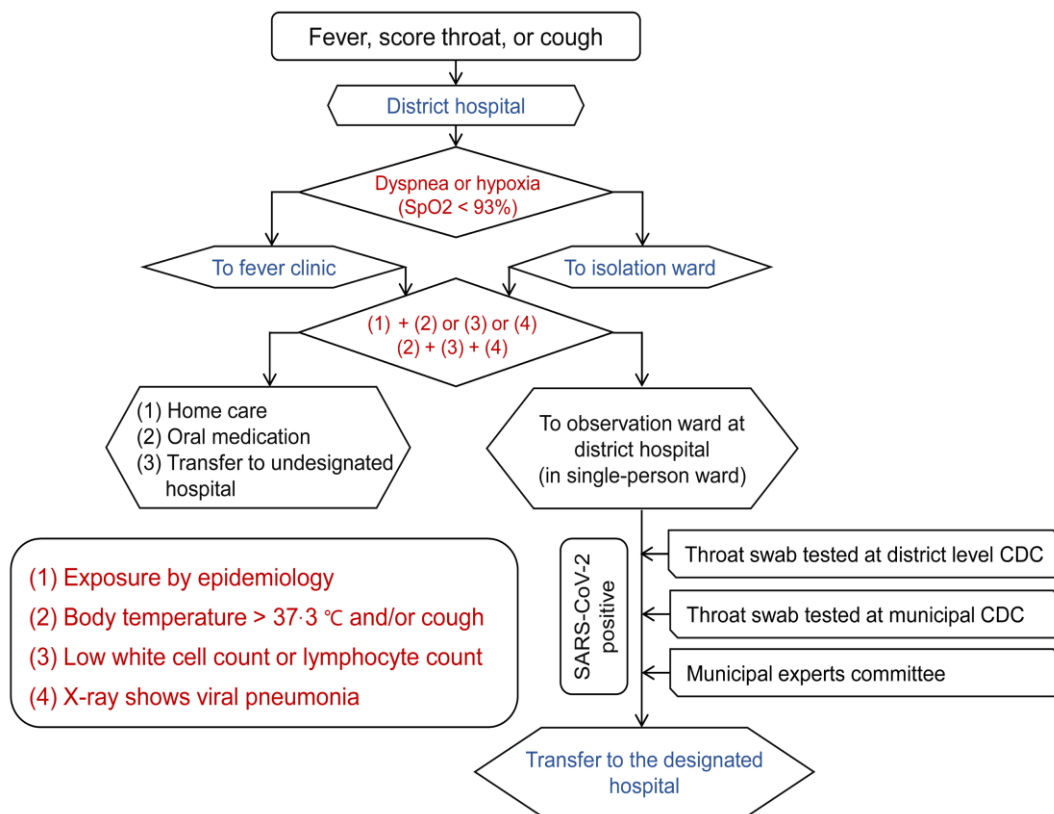 Fever, score throat, or cough
District hospital
Dyspnea or hypoxia
(SpO2 < 93%)
To fever clinic
To isolation ward
(1) + (2) or (3) or (4)
(2) + (3) + (4)
(1) Home care
(2) Oral medication
(3) Transfer to undesignated
hospital
To observation ward at
district hospital
(in single-person ward)
(1) Exposure by epidemiology
(2) Body temperature > 37·3 ℃ and/or cough
(3) Low white cell count or lymphocyte count
(4) X-ray shows viral pneumonia
SARS-CoV-2
positive
Throat swab tested at district level CDC
Throat swab tested at municipal CDC
Municipal experts committee
Transfer to the designated
hospital